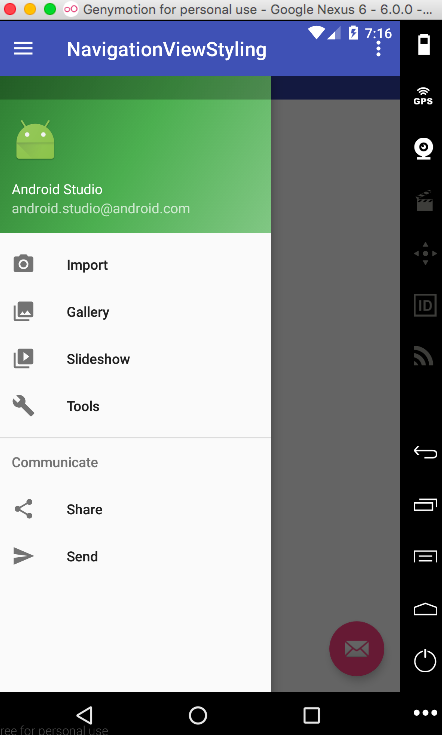 Genymotion for personal use - Google Nexus 6 - 6.0.0 -...
7:16
NavigationViewStyling
GPS
Android Studio
android.studio@android.com
Import
Gallery
ID
Slideshow
Tools
Communicate
Share
Send
ree for personal use